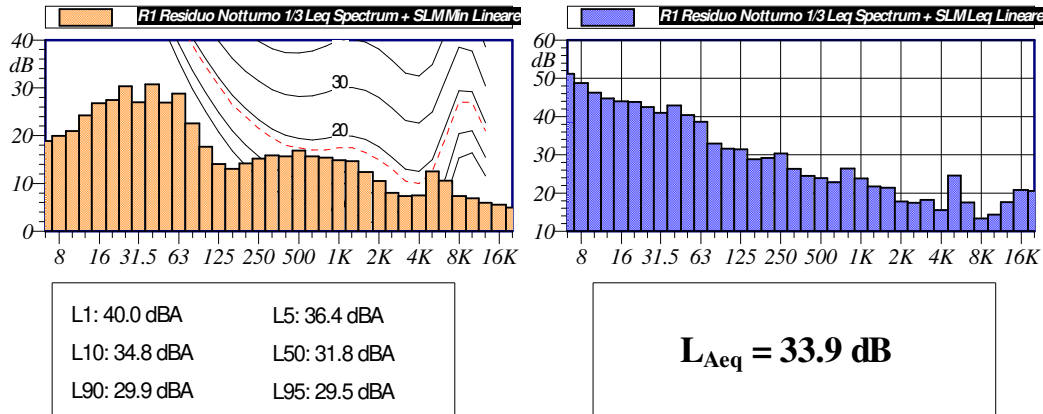 R1 Residuo Notturno 1/3 Leq Spectrum + SLM Min Lineare
R1 Residuo Notturno 1/3 Leq Spectrum + SLM Leq Lineare
40
dB
30
20
10
0
30
20
8 16 31.5 63 125 250 500 1K 2K 4K 8K 16K
60
dB
50
40
30
20
10
8 16 31.5 63 125 250 500 1K 2K 4K 8K 16K
L1: 40.0 dBA L5: 36.4 dBA
L10: 34.8 dBA L50: 31.8 dBA
L90: 29.9 dBA L95: 29.5 dBA
LAeq = 33.9 dB